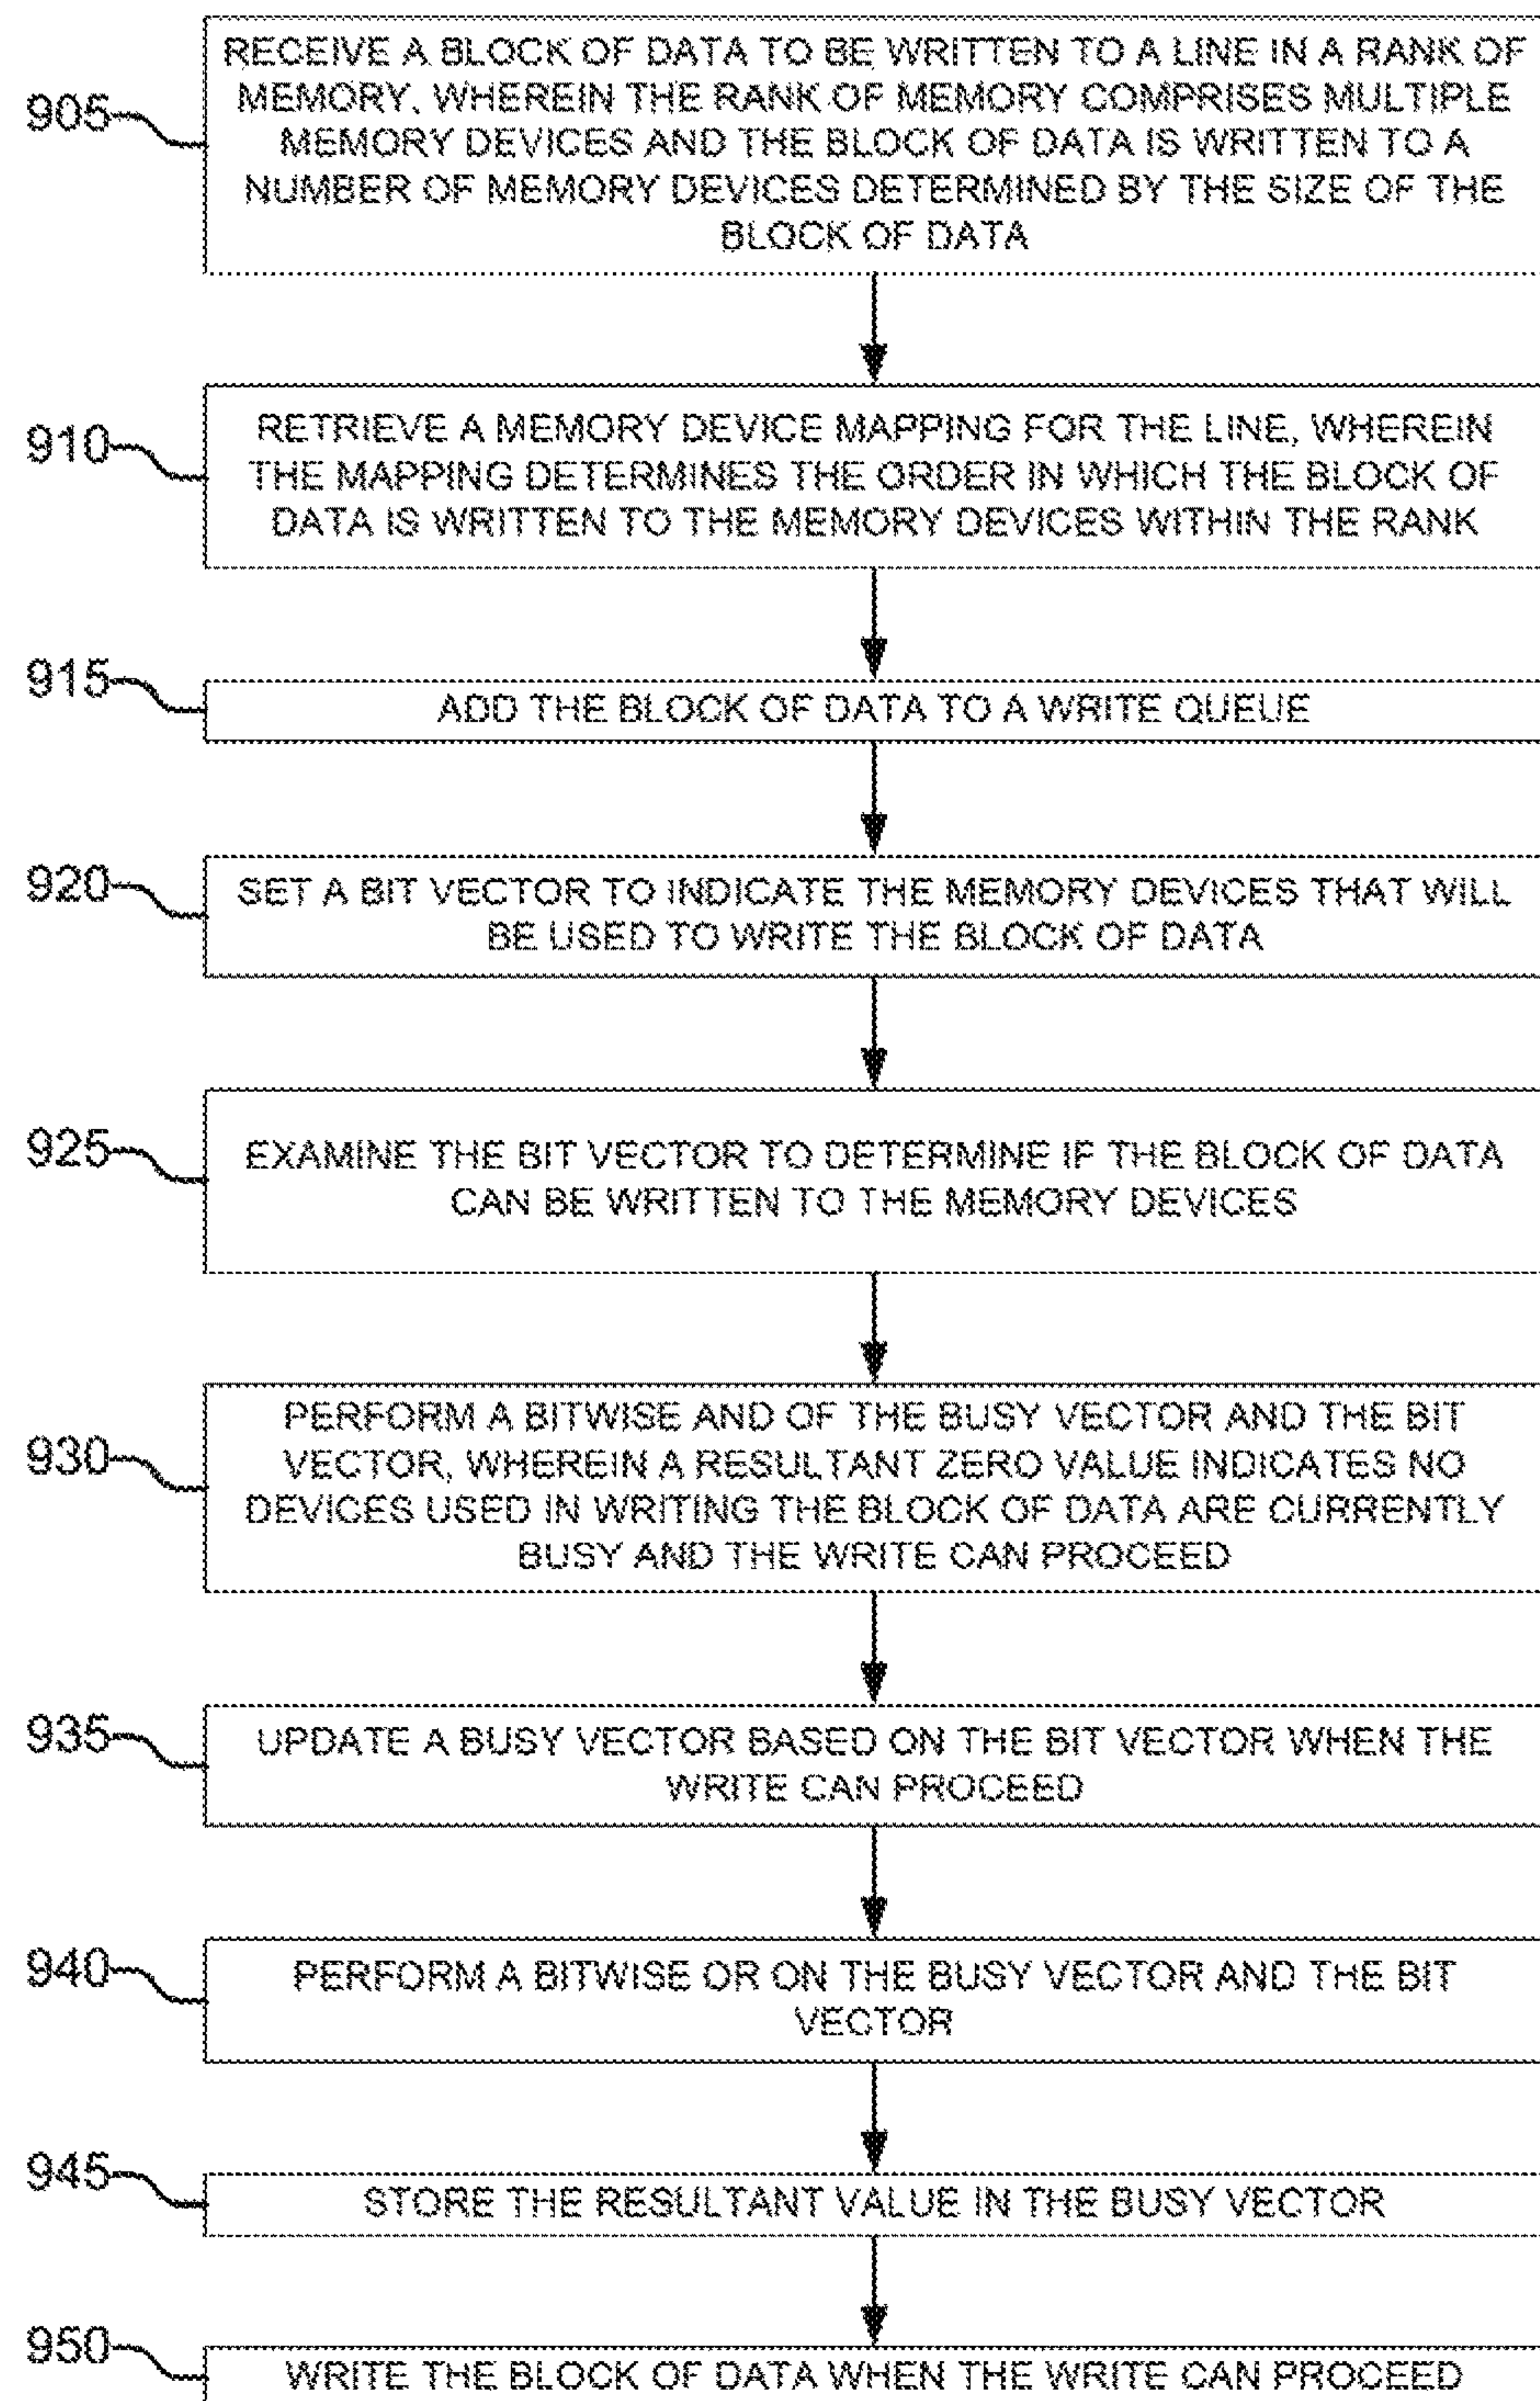 905
RECEIVE A BLOCK OF DATA TO BE WRITTEN TO A LINE IN A RANK OF
MEMORY, WHEREIN THE RANK OF MEMORY COMPRISES MULTIPLE
MEMORY DEVICES AND THE BLOCK OF DATA IS WRITTEN TO A
NUMBER OF MEMORY DEVICES DETERMINED BY THE SIZE OF THE
BLOCK OF DATA
910
RETRIEVE A MEMORY DEVICE MAPPING FOR THE LINE, WHEREIN
THE MAPPING DETERMINES THE ORDER IN WHICH THE BLOCK OF
DATA IS WRITTEN TO THE MEMORY DEVICES WITHIN THE RANK
915
ADD THE BLOCK OF DATA TO A WRITE QUEUE
920
SET A BIT VECTOR TO INDICATE THE MEMORY DEVICES THAT WILL
BE USED TO WRITE THE BLOCK OF DATA
925
EXAMINE THE BIT VECTOR TO DETERMINE IF THE BLOCK OF DATA
CAN BE WRITTEN TO THE MEMORY DEVICES
930
PERFORM A BITWISE AND OF THE BUSY VECTOR AND THE BIT
VECTOR, WHEREIN A RESULTANT ZERO VALUE INDICATES NO
DEVICES USED IN WRITING THE BLOCK OF DATA ARE CURRENTLY
BUSY AND THE WRITE CAN PROCEED
935
UPDATE A BUSY VECTOR BASED ON THE BIT VECTOR WHEN THE
WRITE CAN PROCEED
940
PERFORM A BITWISE OR ON THE BUSY VECTOR AND THE BIT
VECTOR
945
STORE THE RESULTANT VALUE IN THE BUSY VECTOR
950
WRITE THE BLOCK OF DATA WHEN THE WRITE CAN PROCEED